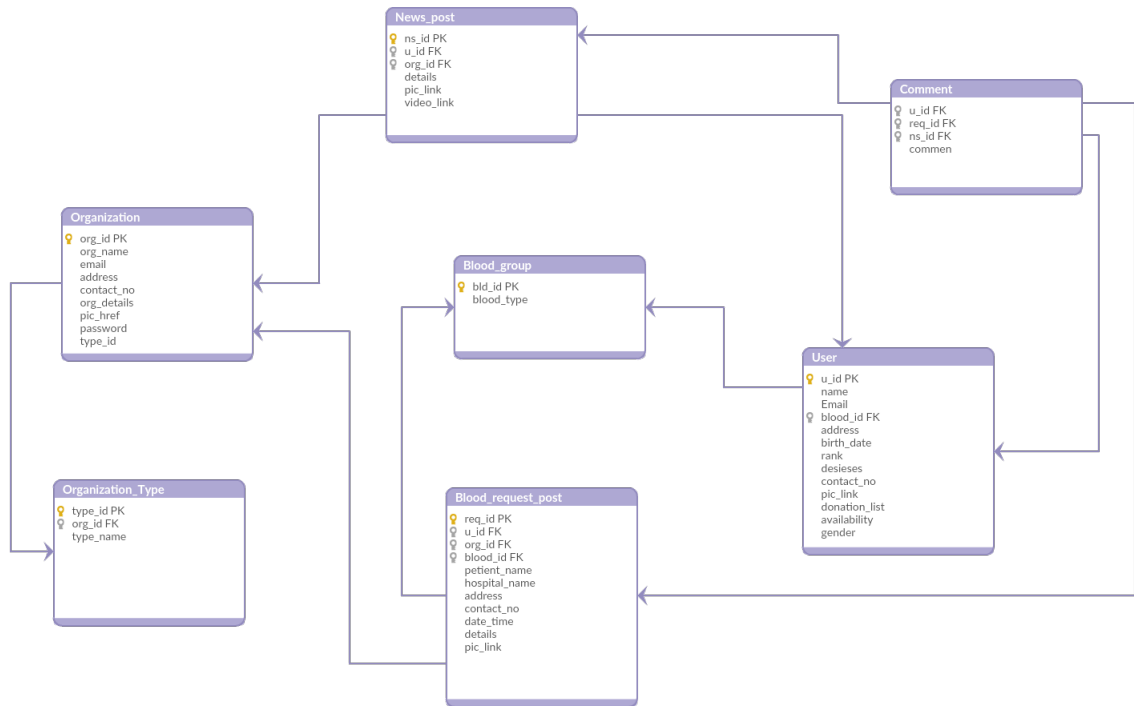 News_post
ns_id PK
u_id FK
org_id FK
details
pic_link
video_link
Comment
u_id FK
req_id FK
ns_id FK
commen
Organization
org_id PK
org_name
email
address
contact_no
org_details
pic_href
password
type_id
Blood_group
bld_id PK
blood_type
User
u_id PK
name
Email
blood_id FK
address
birth_date
rank
desieses
contact_no
pic_link
donation_list
availability
gender
Organization_Type
type_id PK
org_id FK
type_name
Blood_request_post
req_id PK
u_id FK
org_id FK
blood_id FK
petient_name
hospital_name
address
contact_no
date_time
details
pic_link